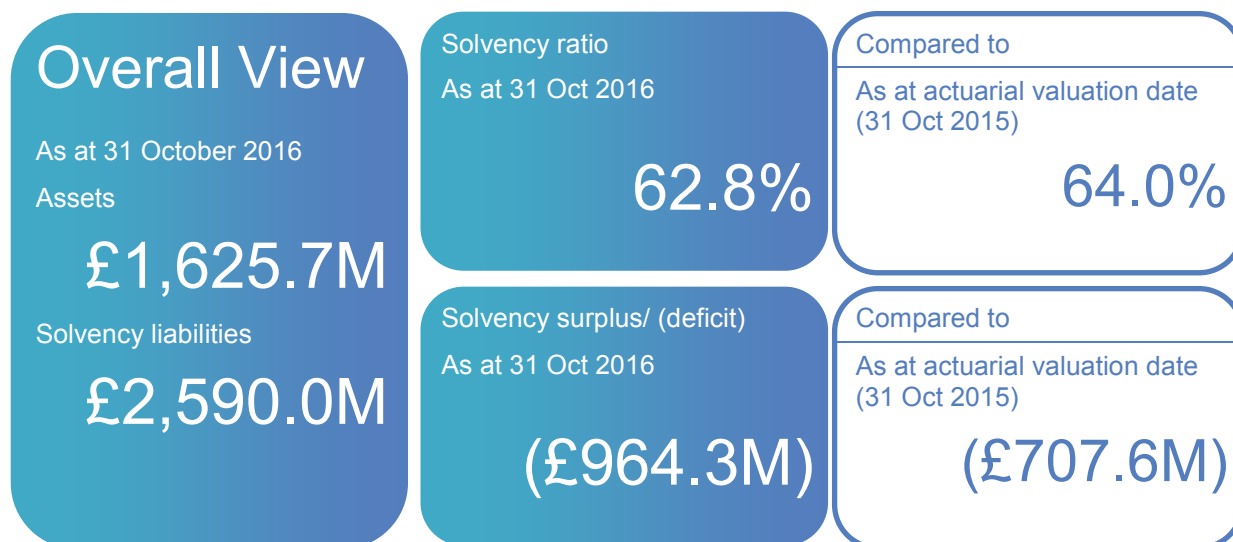 Overall View
As at 31 October 2016
Assets
£1,625.7M
Solvency liabilities
£2,590.0M
Solvency ratio
As at 31 Oct 2016
62.8%
Compared to
As at actuarial valuation date
(31 Oct 2015)
64.0%
Solvency surplus/ (deficit)
As at 31 Oct 2016
(£964.3M)
Compared to
As at actuarial valuation date
(31 Oct 2015)
(£707.6M)